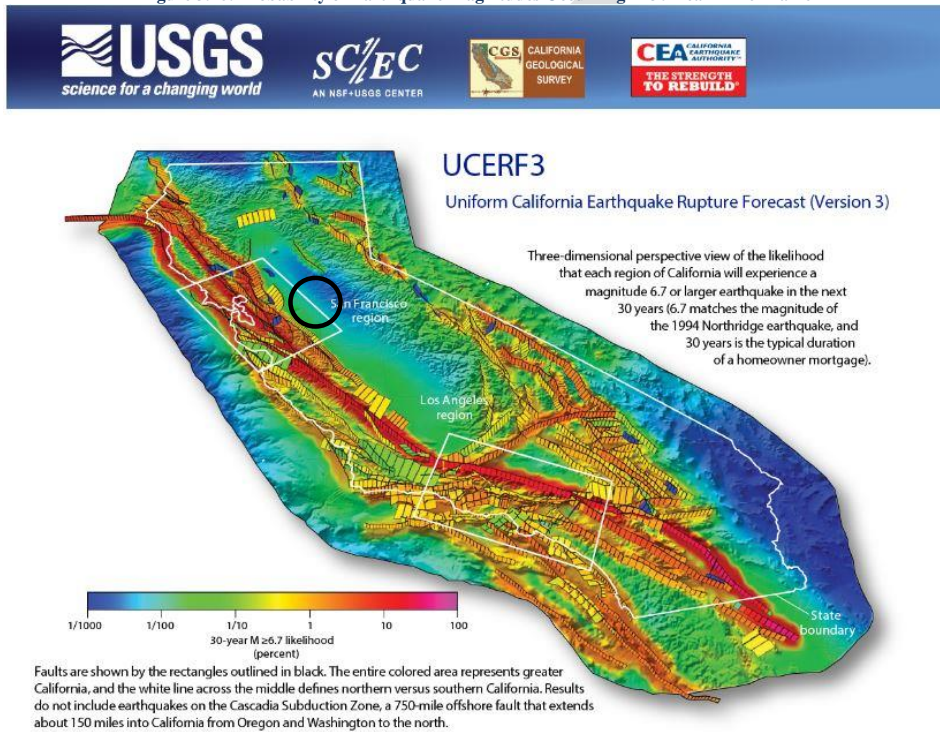 USGS
science for a changing world
SC//EC
AN NSF+USGS CENTER
CGS
CALIFORNIA
GEOLOGICAL
SURVEY
CEA CALIFORNIA
EARTHQUAKE
AUTHORITY
THE STRENGTH
TO REBUILD
UCERF3
Uniform California Earthquake Rupture Forecast (Version 3)
Three-dimensional perspective view of the likelihood
that each region of California will experience a
magnitude 6.7 or larger earthquake in the next
30 years (6.7 matches the magnitude of
the 1994 Northridge earthquake, and
30 years is the typical duration
of a homeowner mortgage).
San Francisco
region
Los Angeles
region
State
boundary
1/1000 1/100 1/10 1 10 100
30-year M ≥6.7 likelihood
(percent)
Faults are shown by the rectangles outlined in black. The entire colored area represents greater
California, and the white line across the middle defines northern versus southern California. Results
do not include earthquakes on the Cascadia Subduction Zone, a 750-mile offshore fault that extends
about 150 miles into California from Oregon and Washington to the north.